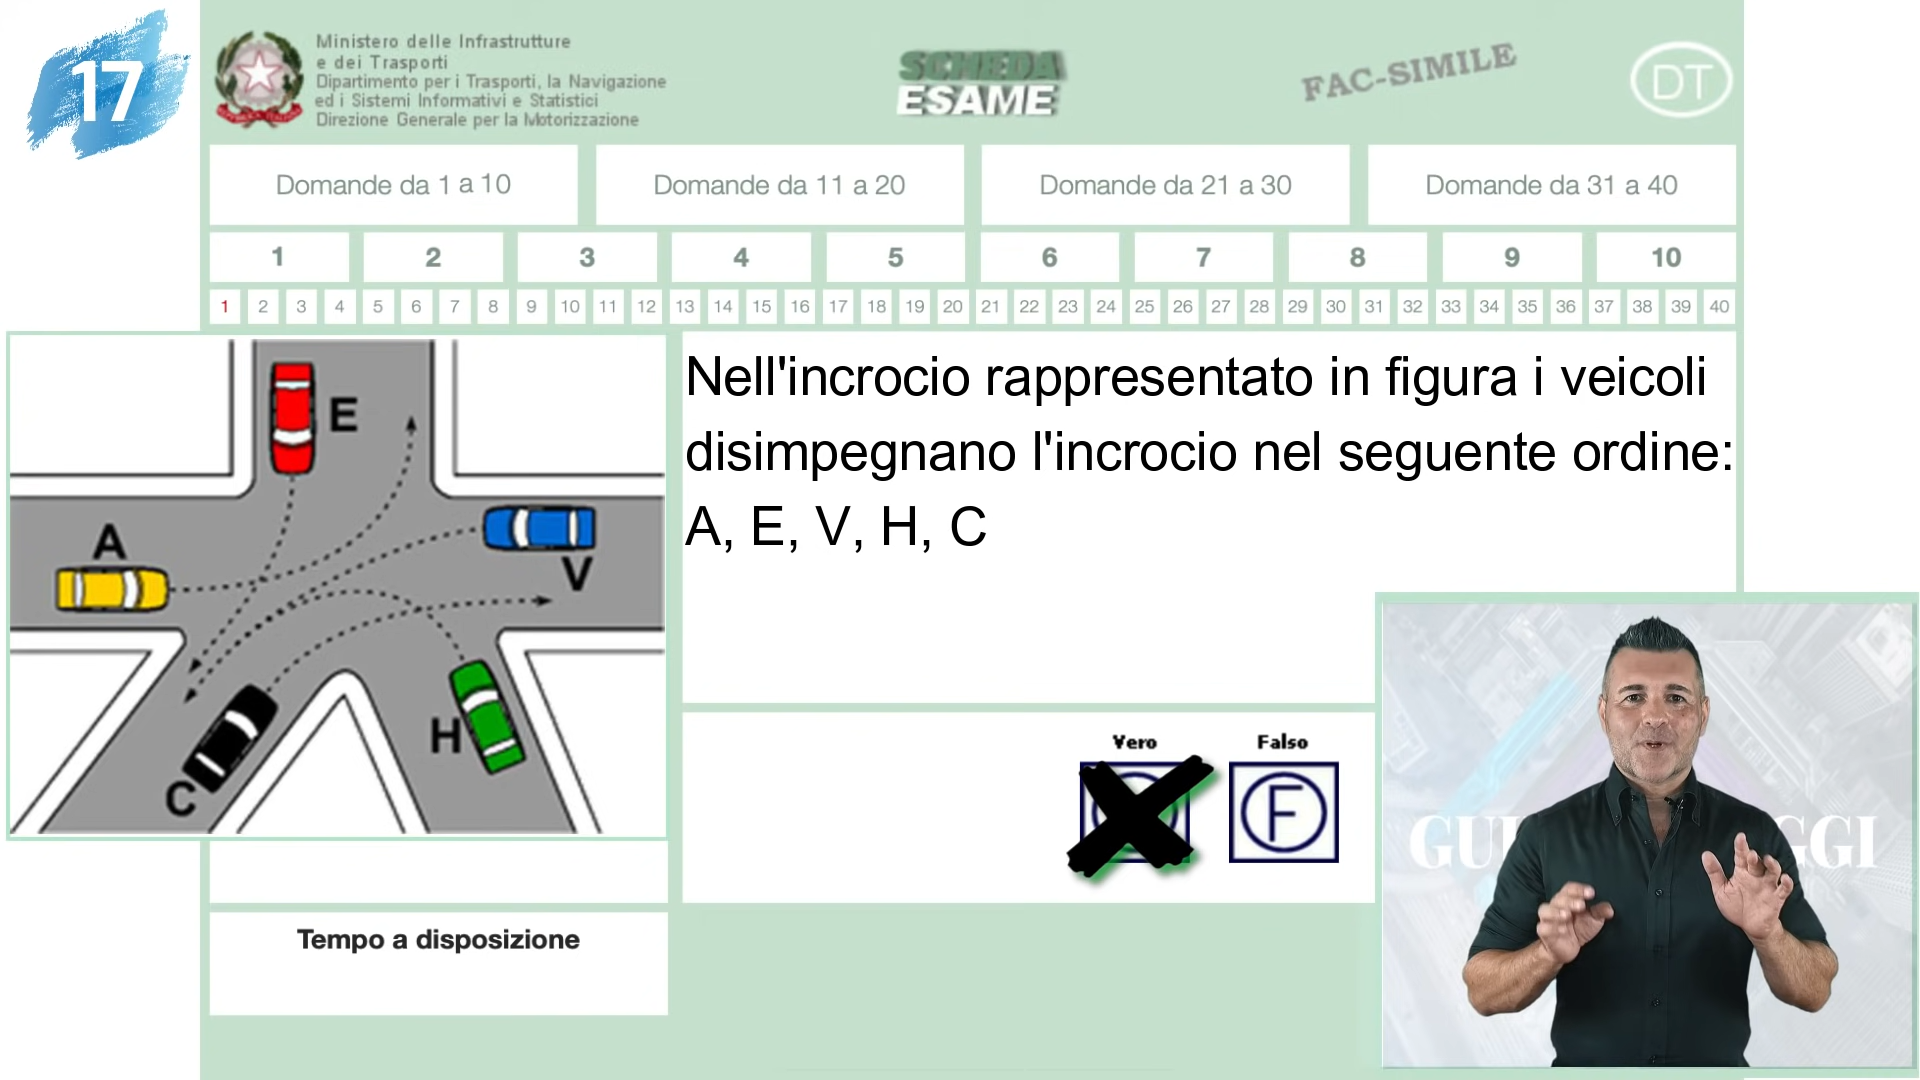 17
Ministero delle Infrastrutture
e dei Trasporti
Dipartimento per i Trasporti, la Navigazione
ed i Sistemi Informativi e Statistici
Direzione Generale per la Motorizzazione
SCHEDA
ESAME
FAC-SIMILE
DT
Domande da 1 a 10
Domande da 11 a 20
Domande da 21 a 30
Domande da 31 a 40
1 2 3 4 5 6 7 8 9 10
1 2 3 4 5 6 7 8 9 10 11 12 13 14 15 16 17 18 19 20 21 22 23 24 25 26 27 28 29 30 31 32 33 34 35 36 37 38 39 40
E
A
V
H
C
Nell'incrocio rappresentato in figura i veicoli
disimpegnano l'incrocio nel seguente ordine:
A, E, V, H, C
Vero Falso
F
Tempo a disposizione